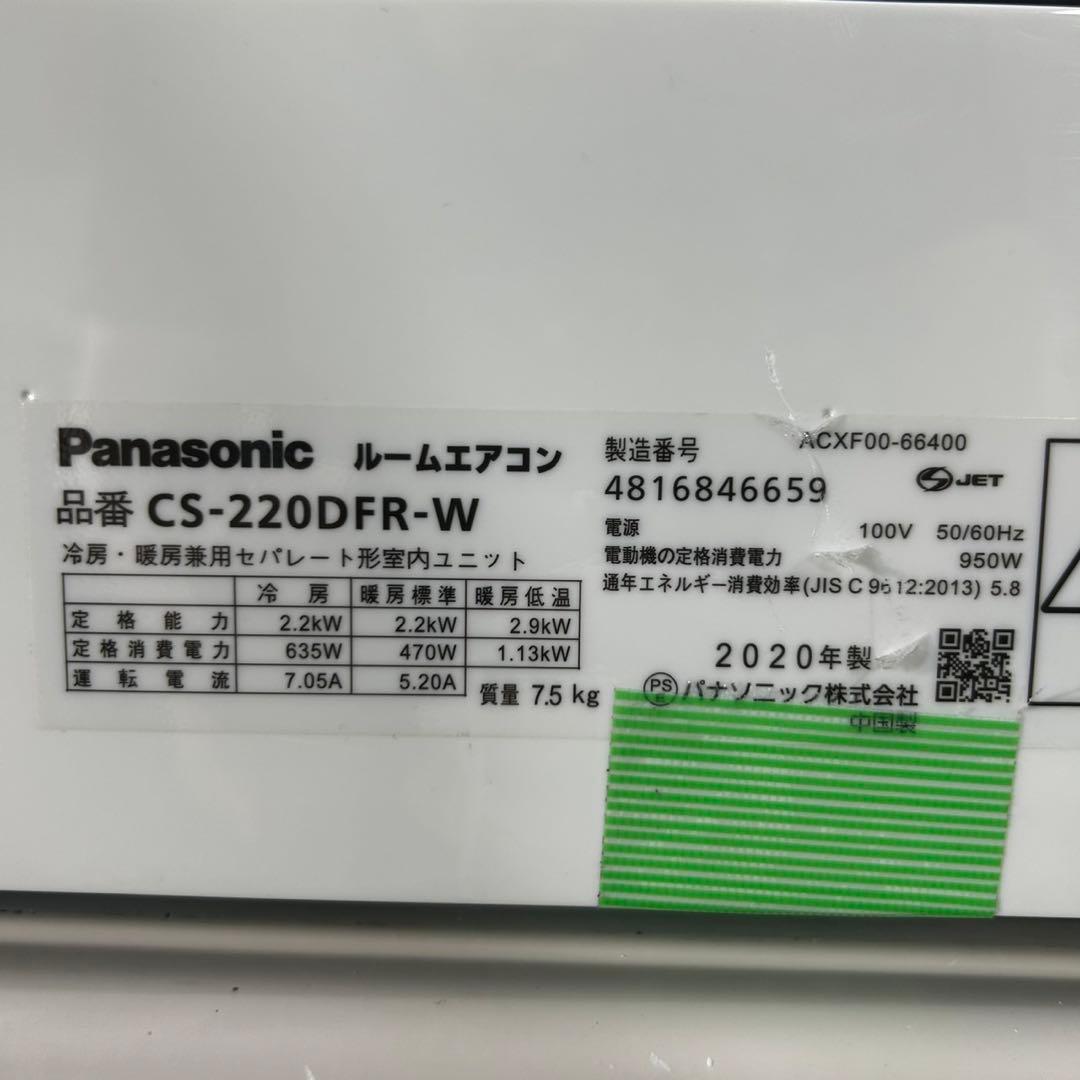 Panasonic ルームエアコン
品番 CS-220DFR-W
冷房・暖房兼用セパレート形室内ユニット
冷房 暖房標準 暖房低温
定格能力 2.2kW 2.2kW 2.9kW
定格消費電力 635W 470W 1.13kW
運転電流 7.05A 5.20A
質量 7.5 kg
製造番号 ACXF00-66400
4816846659
JET
電源 100V 50/60Hz
電動機の定格消費電力 950W
通年エネルギー消費効率(JIS C 9612:2013) 5.8
2020年製
PS E パナソニック株式会社
中国製